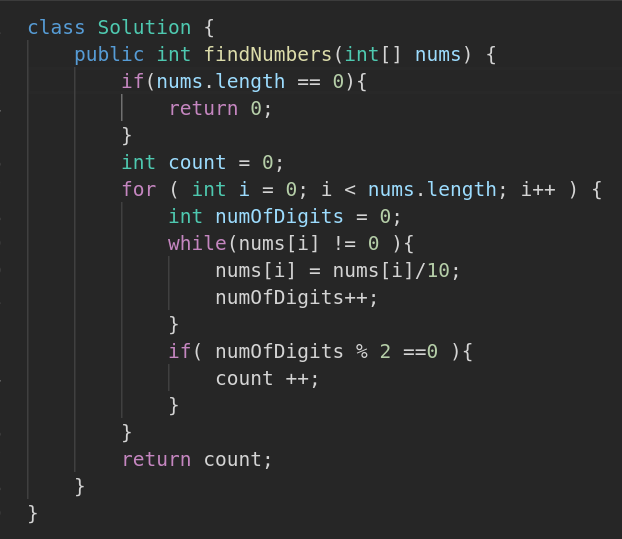 class Solution {
    public int findNumbers(int[] nums) {
        if(nums.length == 0){
            return 0;
        }
        int count = 0;
        for ( int i = 0; i < nums.length; i++ ) {
            int numOfDigits = 0;
            while(nums[i] != 0 ){
                nums[i] = nums[i]/10;
                numOfDigits++;
            }
            if( numOfDigits % 2 ==0 ){
                count ++;
            }
        }
        return count;
    }
}